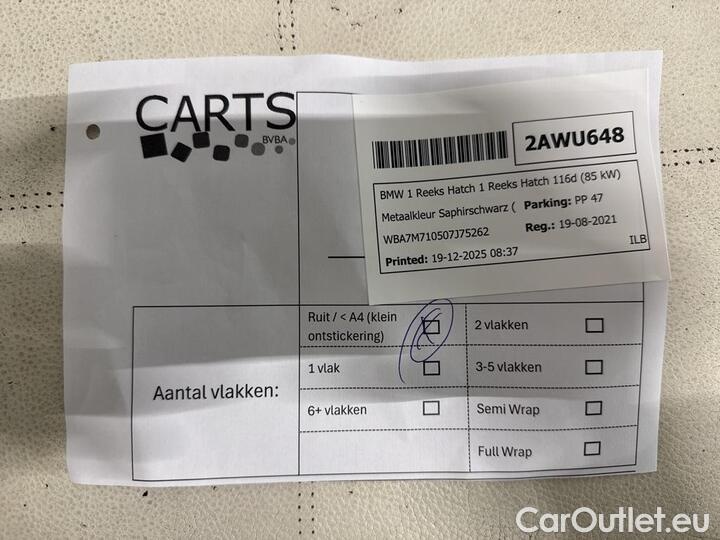 CARTS
BVBA
2AWU648
BMW 1 Reeks Hatch 1 Reeks Hatch 116d (85 kW)
Metaalkleur Saphirschwarz ( Parking: PP 47
WBA7M710507J75262 Reg.: 19-08-2021
Printed: 19-12-2025 08:37 ILB
Aantal vlakken:
Ruit / < A4 (klein
ontstickering)
2 vlakken
1 vlak
3-5 vlakken
6+ vlakken
Semi Wrap
Full Wrap
CarOutlet.eu